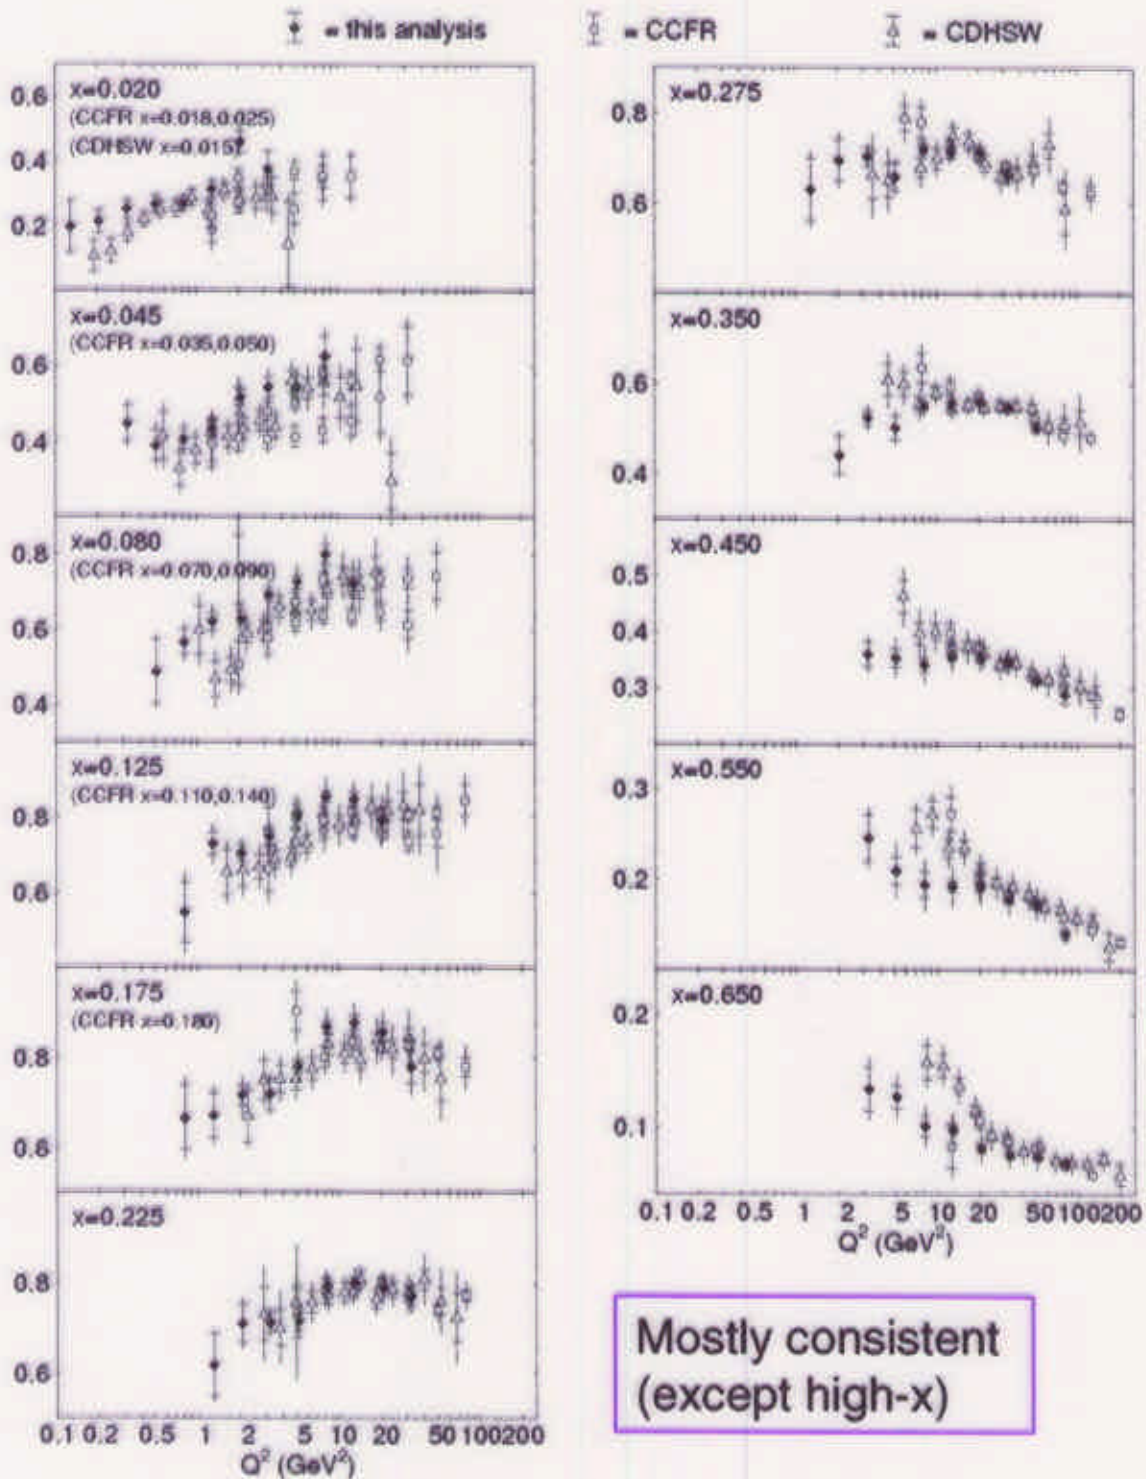 = this analysis
= CCFR
= CDHSW
x=0.020
(CCFR x=0.018,0.025)
(CDHSW x=0.015)
0.6
0.4
0.2
x=0.045
(CCFR x=0.035,0.050)
0.6
0.4
x=0.080
(CCFR x=0.070,0.090)
0.8
0.6
0.4
x=0.125
(CCFR x=0.110,0.140)
0.8
0.6
x=0.175
(CCFR x=0.180)
0.8
0.6
x=0.225
0.8
0.6
0.1 0.2 0.5 1 2 5 10 20 50 100 200
Q² (GeV²)
x=0.275
0.8
0.6
x=0.350
0.6
0.4
x=0.450
0.5
0.4
0.3
x=0.550
0.3
0.2
x=0.650
0.2
0.1
0.1 0.2 0.5 1 2 5 10 20 50 100 200
Q² (GeV²)
Mostly consistent
(except high-x)